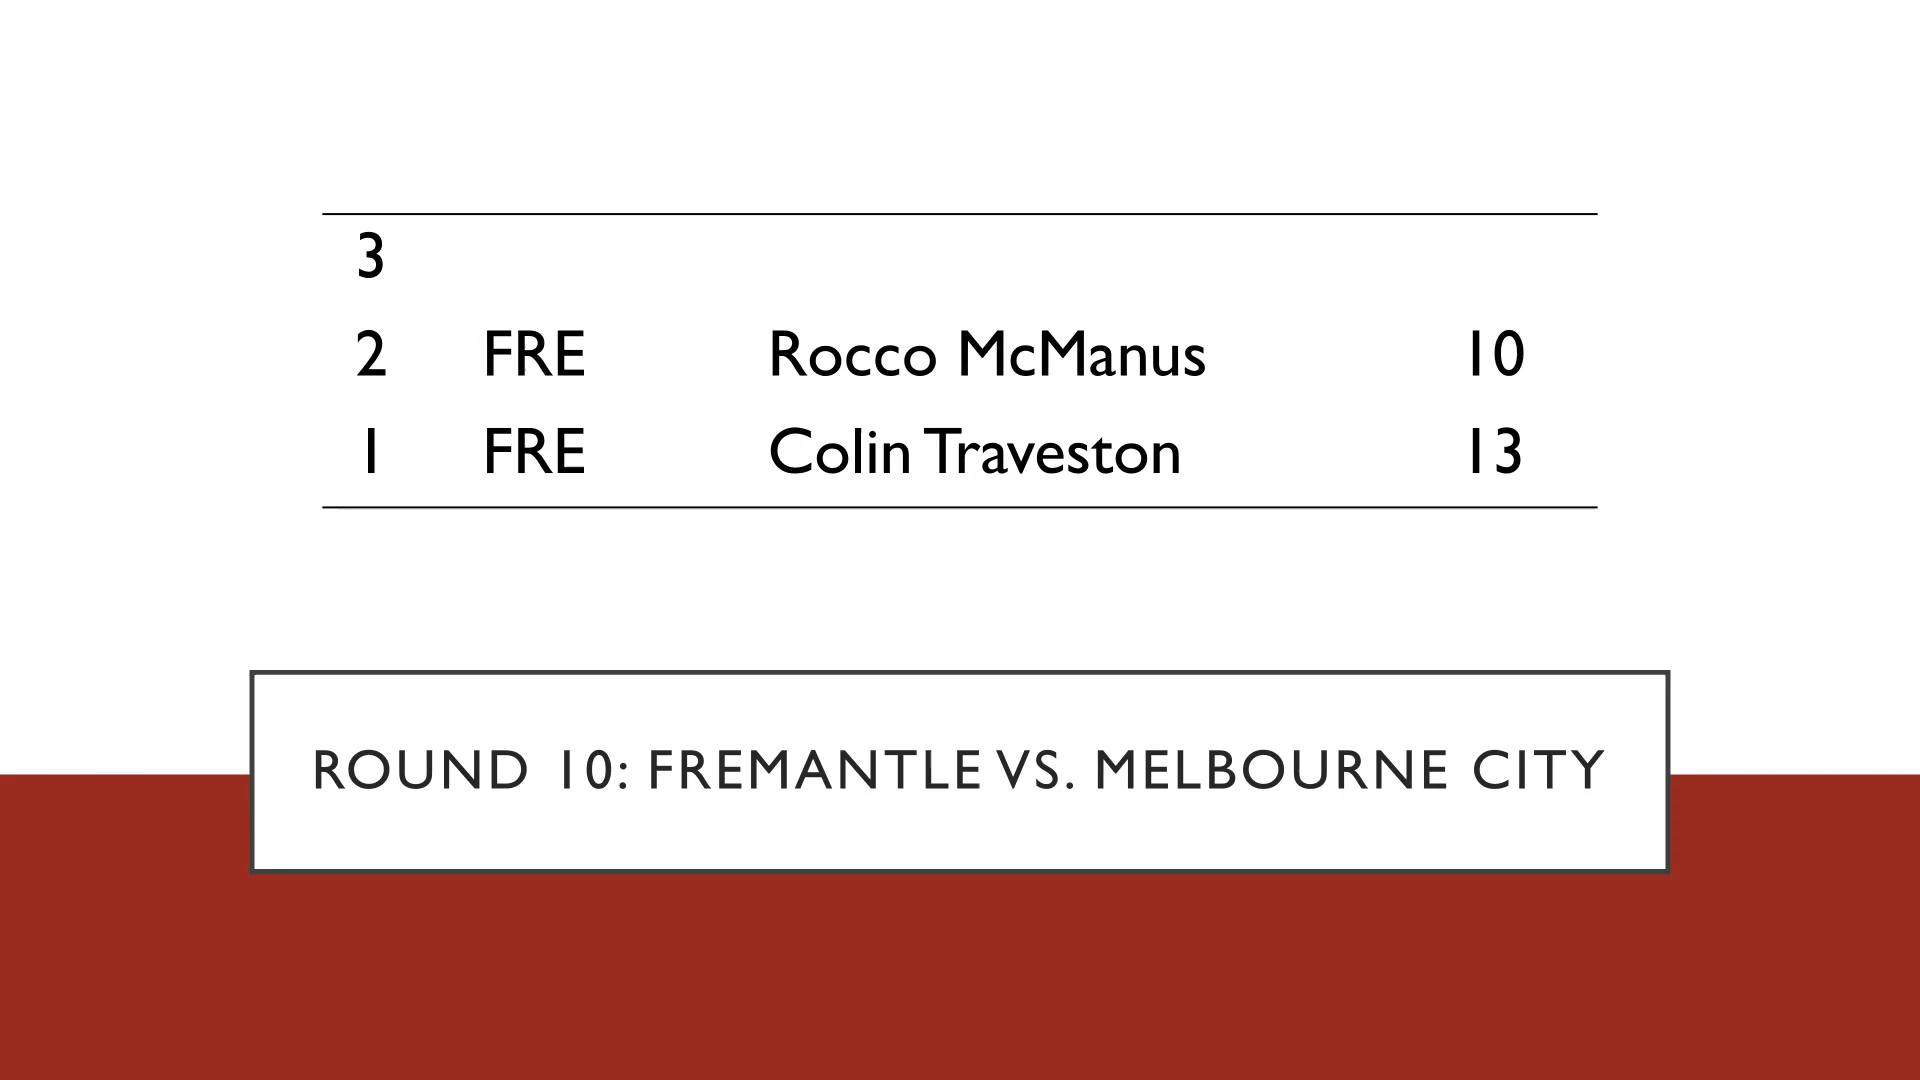 3
2 FRE Rocco McManus 10
1 FRE Colin Traveston 13
ROUND 10: FREMANTLE VS. MELBOURNE CITY